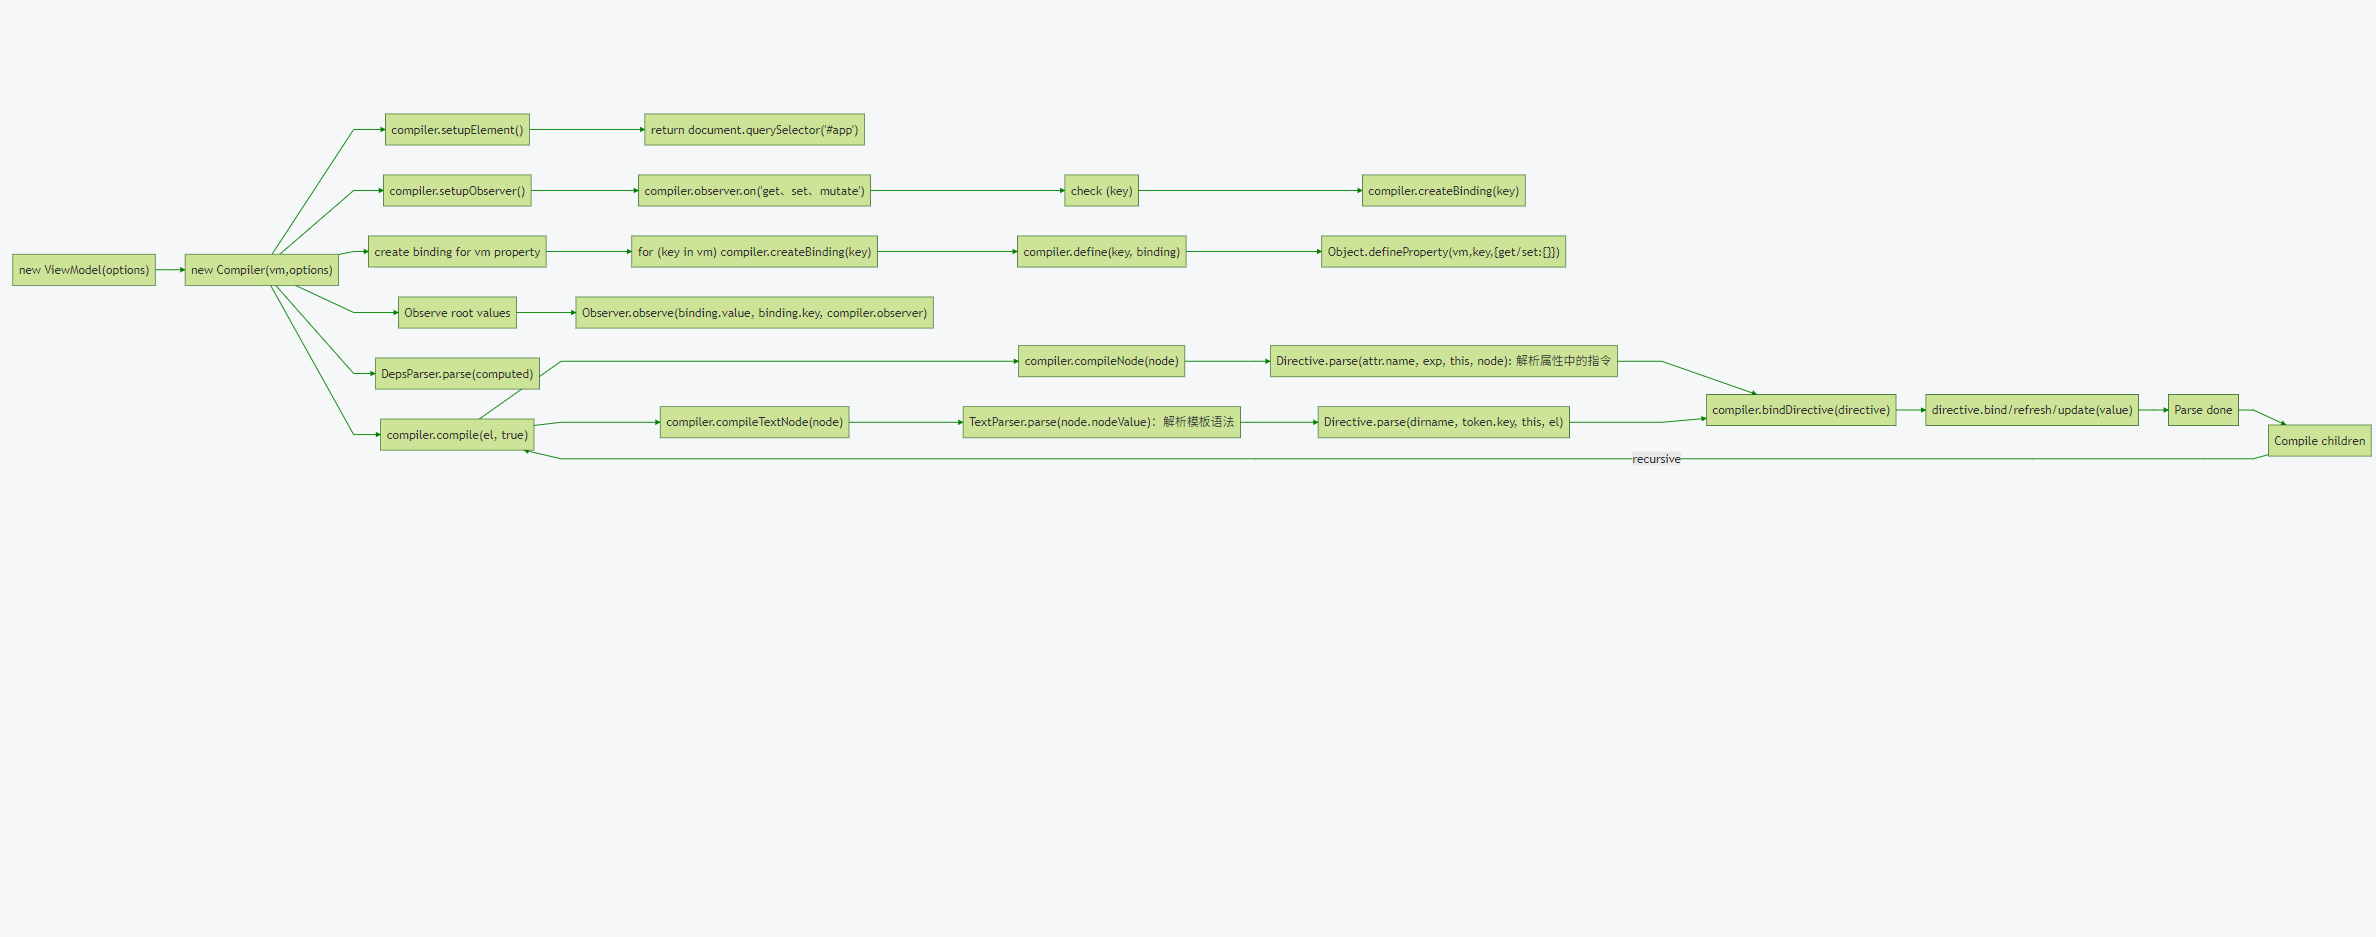 compiler.setupElement()
return document.querySelector('#app')
compiler.setupObserver()
compiler.observer.on('get、set、mutate')
check (key)
compiler.createBinding(key)
new ViewModel(options)
new Compiler(vm,options)
create binding for vm property
for (key in vm) compiler.createBinding(key)
compiler.define(key, binding)
Object.defineProperty(vm,key,{get/set:{}})
Observe root values
Observer.observe(binding.value, binding.key, compiler.observer)
DepsParser.parse(computed)
compiler.compileNode(node)
Directive.parse(attr.name, exp, this, node): 解析属性中的指令
compiler.compile(el, true)
compiler.compileTextNode(node)
TextParser.parse(node.nodeValue)：解析模板语法
Directive.parse(dirname, token.key, this, el)
compiler.bindDirective(directive)
directive.bind/refresh/update(value)
Parse done
Compile children
recursive